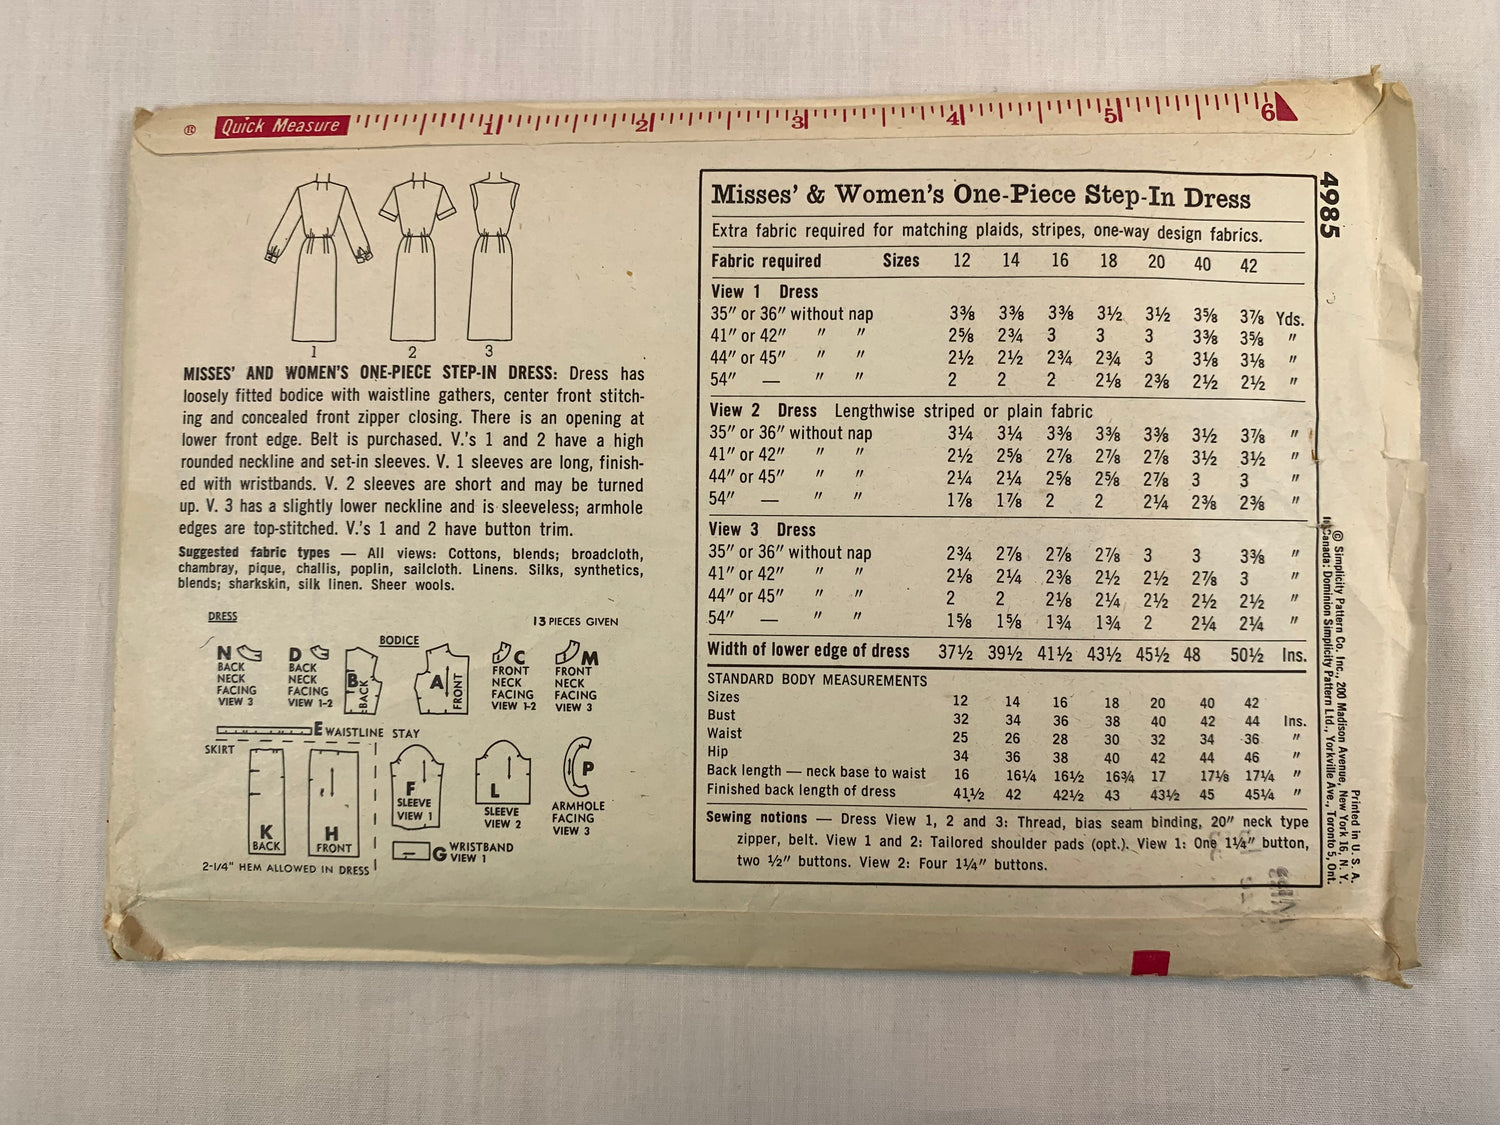 ® Quick Measure 1 2 3 4 5 6
1 2 3
MISSES' AND WOMEN'S ONE-PIECE STEP-IN DRESS: Dress has
loosely fitted bodice with waistline gathers, center front stitch-
ing and concealed front zipper closing. There is an opening at
lower front edge. Belt is purchased. V.'s 1 and 2 have a high
rounded neckline and set-in sleeves. V. 1 sleeves are long, finish-
ed with wristbands. V. 2 sleeves are short and may be turned
up. V. 3 has a slightly lower neckline and is sleeveless; armhole
edges are top-stitched. V.'s 1 and 2 have button trim.
Suggested fabric types — All views: Cottons, blends; broadcloth,
chambray, pique, challis, poplin, sailcloth. Linens. Silks, synthetics,
blends; sharkskin, silk linen. Sheer wools.
DRESS
13 PIECES GIVEN
BODICE
N
BACK
NECK
FACING
VIEW 3
D
BACK
NECK
FACING
VIEW 1-2
B
BACK
A
FRONT
C
FRONT
NECK
FACING
VIEW 1-2
M
FRONT
NECK
FACING
VIEW 3
E WAISTLINE STAY
SKIRT
K
BACK
H
FRONT
F
SLEEVE
VIEW 1
L
SLEEVE
VIEW 2
P
ARMHOLE
FACING
VIEW 3
G WRISTBAND
VIEW 1
2-1/4" HEM ALLOWED IN DRESS
Misses' & Women's One-Piece Step-In Dress
Extra fabric required for matching plaids, stripes, one-way design fabrics.
Fabric required Sizes 12 14 16 18 20 40 42
View 1 Dress
35" or 36" without nap 3⅜ 3⅜ 3⅜ 3½ 3½ 3⅝ 3⅞ Yds.
41" or 42" " " 2⅝ 2¾ 3 3 3 3⅜ 3⅝ "
44" or 45" " " 2½ 2½ 2¾ 2¾ 3 3⅛ 3⅛ "
54" — " " 2 2 2 2⅛ 2⅜ 2½ 2½ "
View 2 Dress Lengthwise striped or plain fabric
35" or 36" without nap 3¼ 3¼ 3⅜ 3⅜ 3⅜ 3½ 3⅞ "
41" or 42" " " 2½ 2⅝ 2⅞ 2⅞ 2⅞ 3½ 3½ "
44" or 45" " " 2¼ 2¼ 2⅝ 2⅝ 2⅞ 3 3 "
54" — " " 1⅞ 1⅞ 2 2 2¼ 2⅜ 2⅜ "
View 3 Dress
35" or 36" without nap 2¾ 2⅞ 2⅞ 2⅞ 3 3 3⅜ "
41" or 42" " " 2⅛ 2¼ 2⅜ 2½ 2½ 2⅞ 3 "
44" or 45" " " 2 2 2⅛ 2¼ 2½ 2½ 2½ "
54" — " " 1⅝ 1⅝ 1¾ 1¾ 2 2¼ 2¼ "
Width of lower edge of dress 37½ 39½ 41½ 43½ 45½ 48 50½ Ins.
STANDARD BODY MEASUREMENTS
Sizes 12 14 16 18 20 40 42
Bust 32 34 36 38 40 42 44 Ins.
Waist 25 26 28 30 32 34 36 "
Hip 34 36 38 40 42 44 46 "
Back length — neck base to waist 16 16¼ 16½ 16¾ 17 17⅛ 17¼ "
Finished back length of dress 41½ 42 42½ 43 43½ 45 45¼ "
Sewing notions — Dress View 1, 2 and 3: Thread, bias seam binding, 20" neck type
zipper, belt. View 1 and 2: Tailored shoulder pads (opt.). View 1: One 1¼" button,
two ½" buttons. View 2: Four 1¼" buttons.
4985
© Simplicity Pattern Co. Inc., 200 Madison Avenue, New York 16, N. Y.
In Canada: Dominion Simplicity Pattern Ltd., Yorkville Ave., Toronto 5, Ont.
Printed in U. S. A.